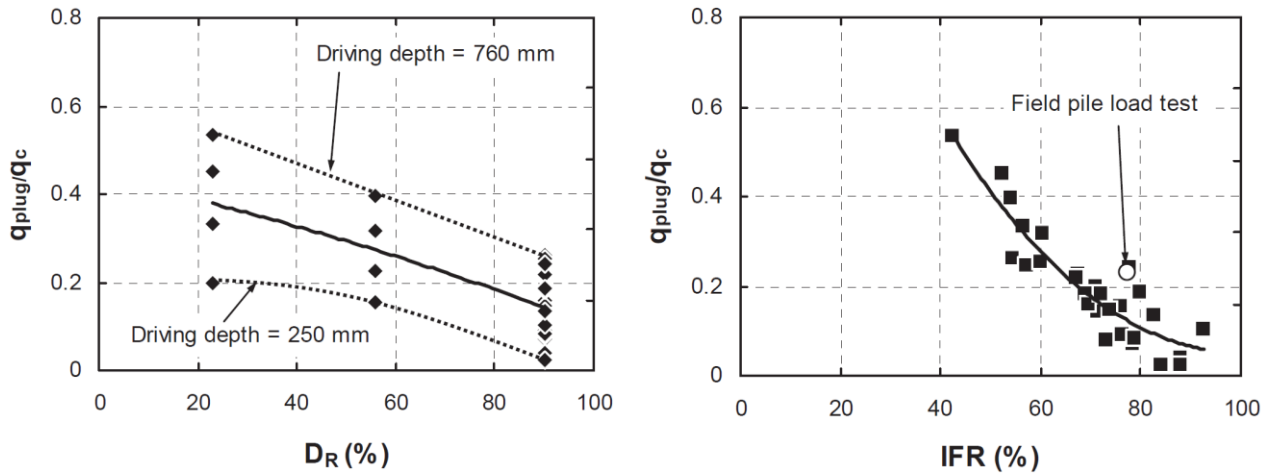 0.8
0.6
0.4
0.2
0
0 20 40 60 80 100
qplug/qc
DR (%)
Driving depth = 760 mm
Driving depth = 250 mm
0.8
0.6
0.4
0.2
0
0 20 40 60 80 100
qplug/qc
IFR (%)
Field pile load test